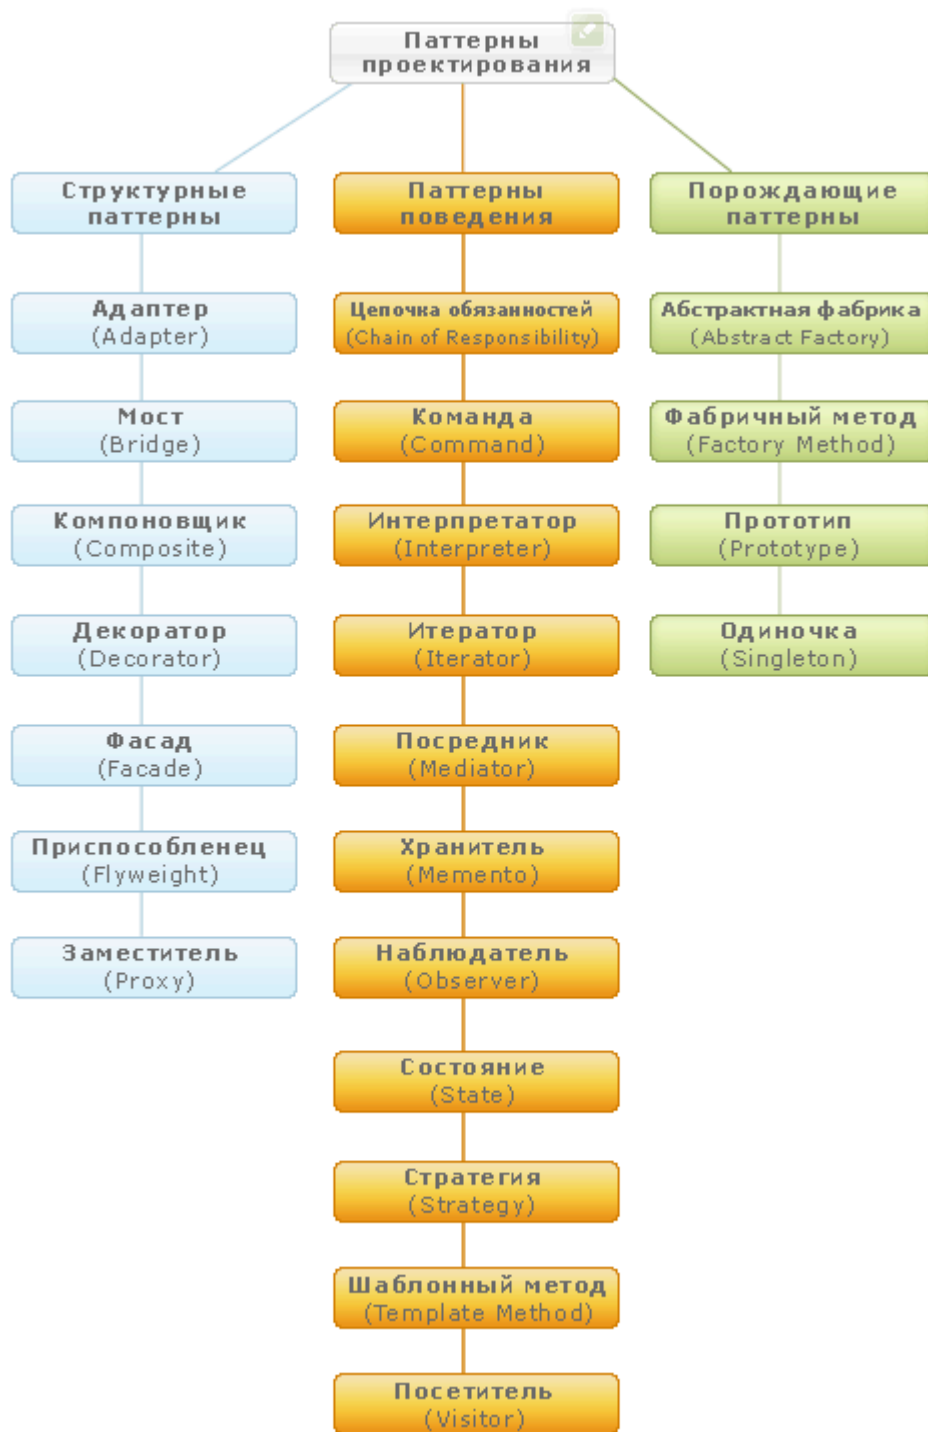 Паттерны
проектирования
Структурные
паттерны
Адаптер
(Adapter)
Мост
(Bridge)
Компоновщик
(Composite)
Декоратор
(Decorator)
Фасад
(Facade)
Приспособленец
(Flyweight)
Заместитель
(Proxy)
Паттерны
поведения
Цепочка обязанностей
(Chain of Responsibility)
Команда
(Command)
Интерпретатор
(Interpreter)
Итератор
(Iterator)
Посредник
(Mediator)
Хранитель
(Memento)
Наблюдатель
(Observer)
Состояние
(State)
Стратегия
(Strategy)
Шаблонный метод
(Template Method)
Посетитель
(Visitor)
Порождающие
паттерны
Абстрактная фабрика
(Abstract Factory)
Фабричный метод
(Factory Method)
Прототип
(Prototype)
Одиночка
(Singleton)